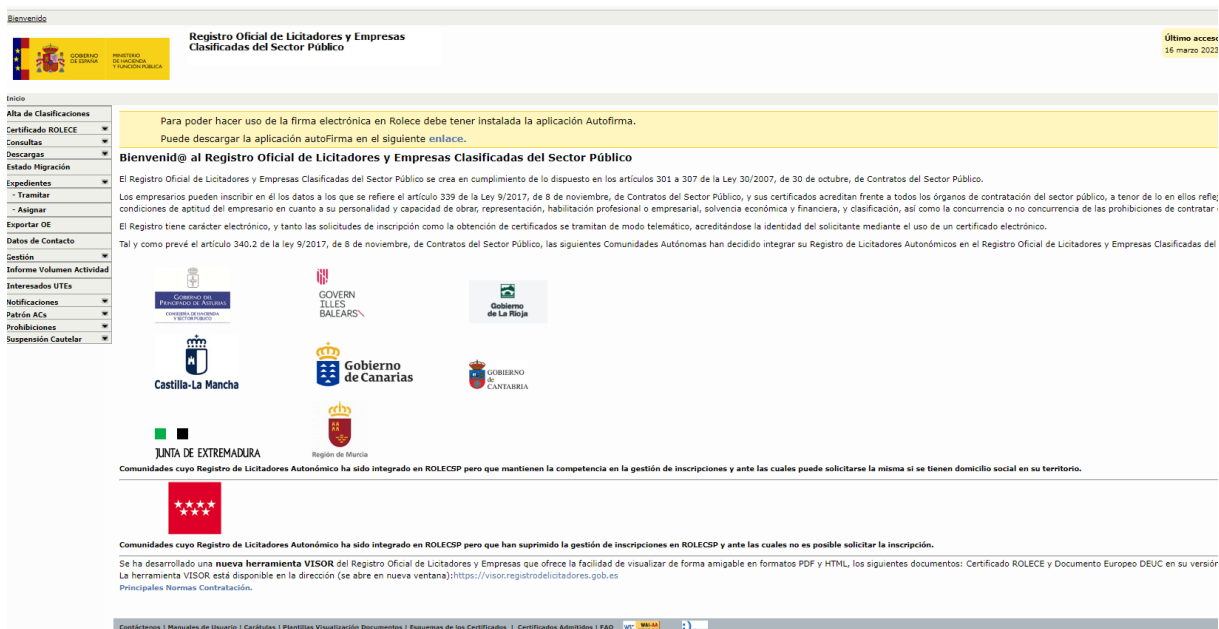 Bienvenido
GOBIERNO DE ESPAÑA
MINISTERIO DE HACIENDA Y FUNCIÓN PÚBLICA
Registro Oficial de Licitadores y Empresas
Clasificadas del Sector Público
Último acceso
16 marzo 2023
Inicio
Alta de Clasificaciones
Certificado ROLECE
Consultas
Descargas
Estado Migración
Expedientes
- Tramitar
- Asignar
Exportar OE
Datos de Contacto
Gestión
Informe Volumen Actividad
Interesados UTEs
Notificaciones
Patrón ACs
Prohibiciones
Suspensión Cautelar
Para poder hacer uso de la firma electrónica en Rolece debe tener instalada la aplicación Autofirma.
Puede descargar la aplicación autoFirma en el siguiente enlace.
Bienvenid@ al Registro Oficial de Licitadores y Empresas Clasificadas del Sector Público
El Registro Oficial de Licitadores y Empresas Clasificadas del Sector Público se crea en cumplimiento de lo dispuesto en los artículos 301 a 307 de la Ley 30/2007, de 30 de octubre, de Contratos del Sector Público.
Los empresarios pueden inscribir en él los datos a los que se refiere el artículo 339 de la Ley 9/2017, de 8 de noviembre, de Contratos del Sector Público, y sus certificados acreditan frente a todos los órganos de contratación del sector público, a tenor de lo en ellos reflej
condiciones de aptitud del empresario en cuanto a su personalidad y capacidad de obrar, representación, habilitación profesional o empresarial, solvencia económica y financiera, y clasificación, así como la concurrencia o no concurrencia de las prohibiciones de contratar
El Registro tiene carácter electrónico, y tanto las solicitudes de inscripción como la obtención de certificados se tramitan de modo telemático, acreditándose la identidad del solicitante mediante el uso de un certificado electrónico.
Tal y como prevé el artículo 340.2 de la ley 9/2017, de 8 de noviembre, de Contratos del Sector Público, las siguientes Comunidades Autónomas han decidido integrar su Registro de Licitadores Autonómicos en el Registro Oficial de Licitadores y Empresas Clasificadas del
GOBIERNO DEL PRINCIPADO DE ASTURIAS
CONSEJERÍA DE HACIENDA Y SECTOR PÚBLICO
GOVERN ILLES BALEARS
Gobierno de La Rioja
Castilla-La Mancha
Gobierno de Canarias
GOBIERNO de CANTABRIA
JUNTA DE EXTREMADURA
Región de Murcia
Comunidades cuyo Registro de Licitadores Autonómico ha sido integrado en ROLECSP pero que mantienen la competencia en la gestión de inscripciones y ante las cuales puede solicitarse la misma si se tienen domicilio social en su territorio.
Comunidades cuyo Registro de Licitadores Autonómico ha sido integrado en ROLECSP pero que han suprimido la gestión de inscripciones en ROLECSP y ante las cuales no es posible solicitar la inscripción.
Se ha desarrollado una nueva herramienta VISOR del Registro Oficial de Licitadores y Empresas que ofrece la facilidad de visualizar de forma amigable en formatos PDF y HTML, los siguientes documentos: Certificado ROLECE y Documento Europeo DEUC en su versión
La herramienta VISOR está disponible en la dirección (se abre en nueva ventana):https://visor.registrodelicitadores.gob.es
Principales Normas Contratación.
Contáctenos | Manuales de Usuario | Carátulas | Plantillas Visualización Documentos | Esquemas de los Certificados | Certificados Admitidos | FAQ